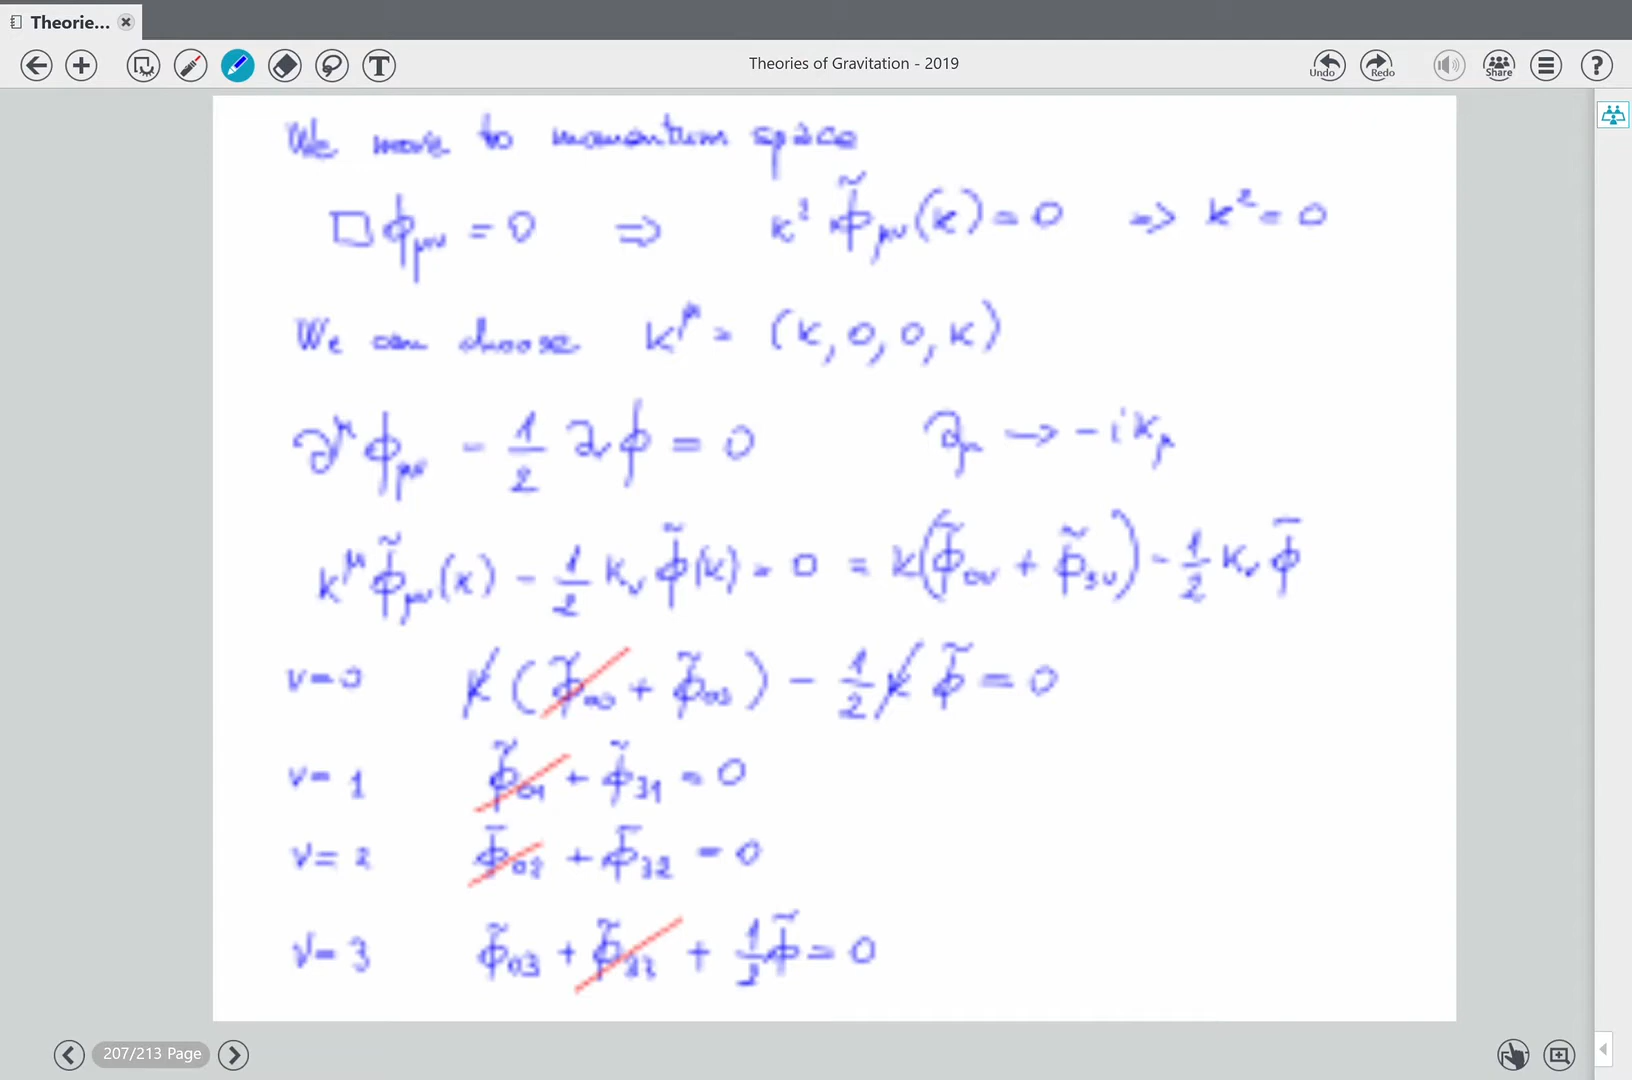 Theorie...
Theories of Gravitation - 2019
Undo Redo Share
We move to momentum space
□ϕ_μν = 0 ⇒ k² ϕ̃_μν(k) = 0 ⇒ k² = 0
We can choose k^μ = (k, 0, 0, k)
∂^μ ϕ_μν - 1/2 ∂ϕ = 0 ∂_μ → -i k_μ
k^μ ϕ̃_μν(k) - 1/2 k_ν ϕ̃(k) = 0 = k(ϕ̃_0ν + ϕ̃_3ν) - 1/2 k_ν ϕ̃
ν=0 k(ϕ̃_00 + ϕ̃_03) - 1/2 k ϕ̃ = 0
ν=1 ϕ̃_01 + ϕ̃_31 = 0
ν=2 ϕ̃_02 + ϕ̃_32 = 0
ν=3 ϕ̃_03 + ϕ̃_33 + 1/2 ϕ̃ = 0
207/213 Page